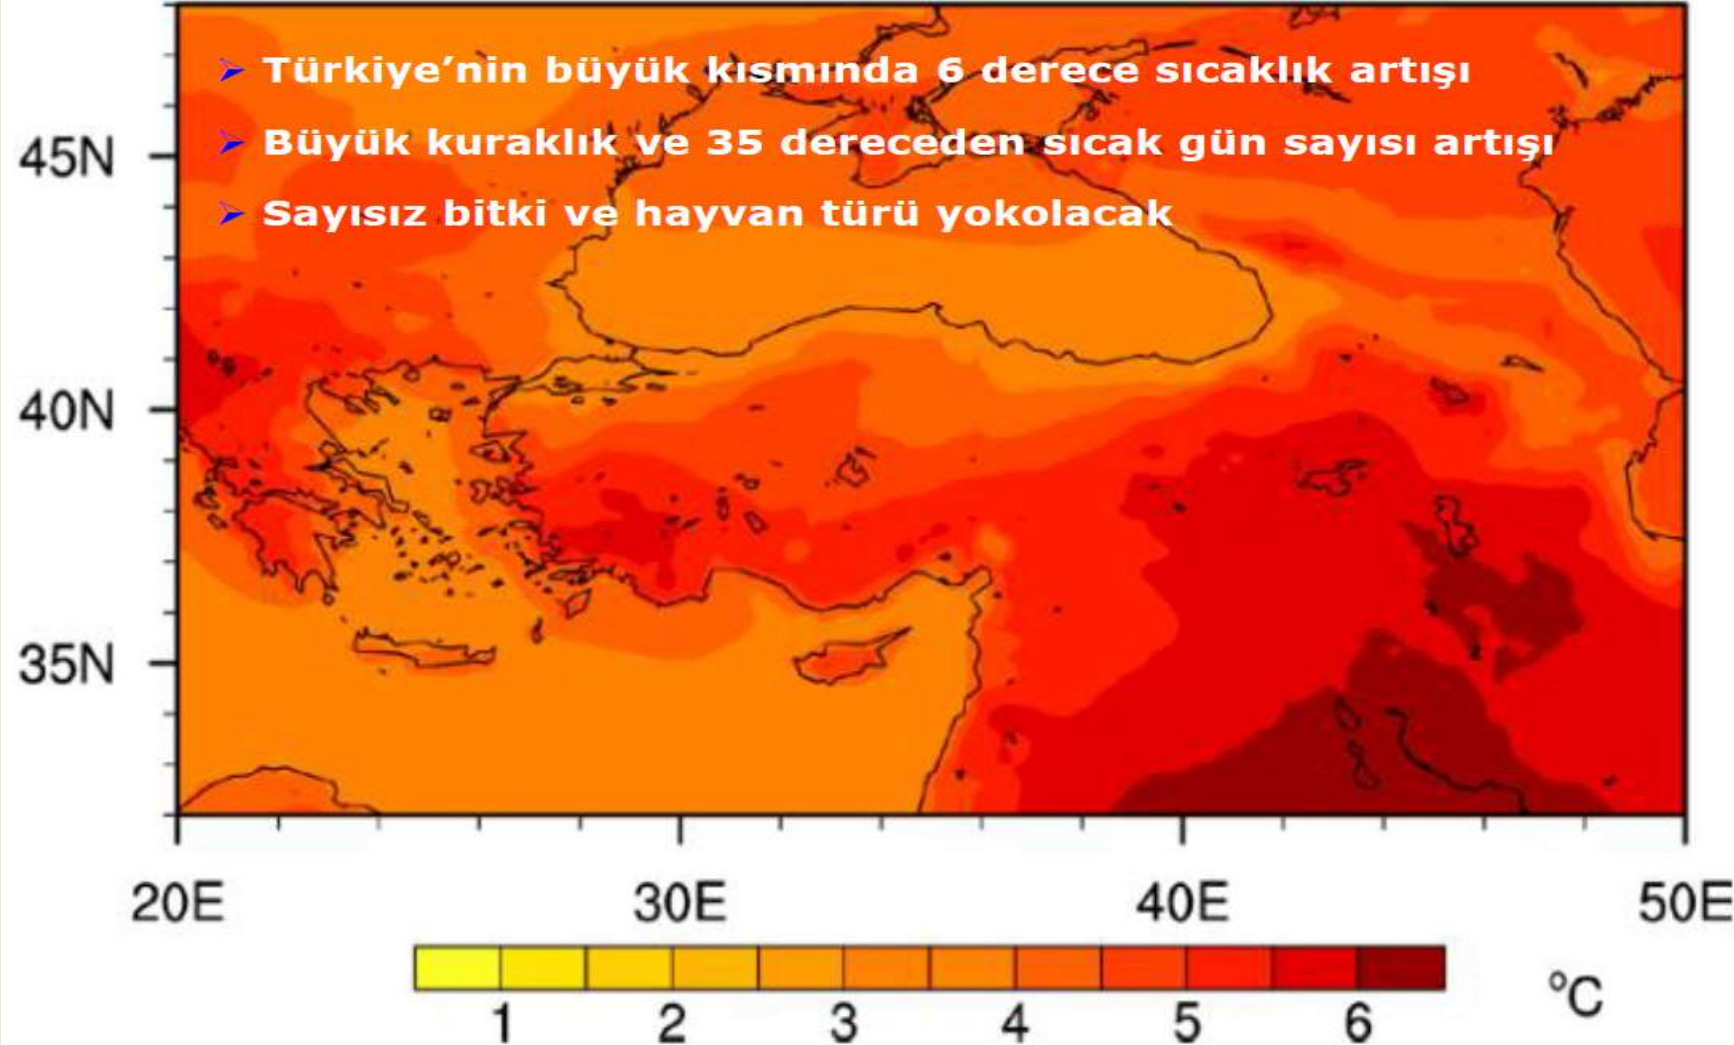 Türkiye’nin büyük kısmında 6 derece sıcaklık artışı
45N
Büyük kuraklık ve 35 dereceden sıcak gün sayısı artışı
Sayısız bitki ve hayvan türü yokolacak
40N
35N
20E 30E 40E 50E
1 2 3 4 5 6 °C